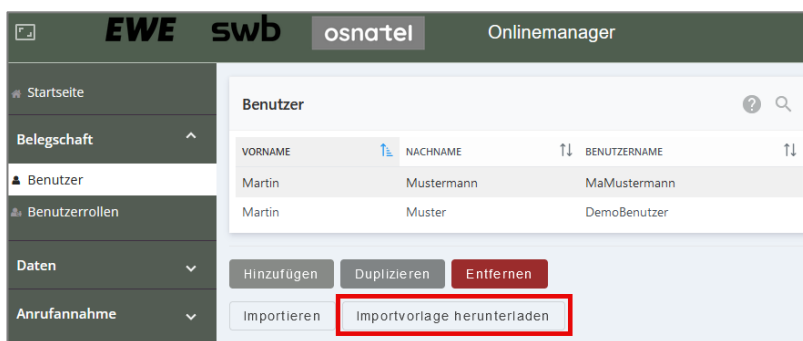 EWE swb osnatel Onlinemanager
Startseite
Belegschaft
Benutzer
Benutzerrollen
Daten
Anrufannahme
Benutzer
VORNAME NACHNAME BENUTZERNAME
Martin Mustermann MaMustermann
Martin Muster DemoBenutzer
Hinzufügen Duplizieren Entfernen
Importieren Importvorlage herunterladen